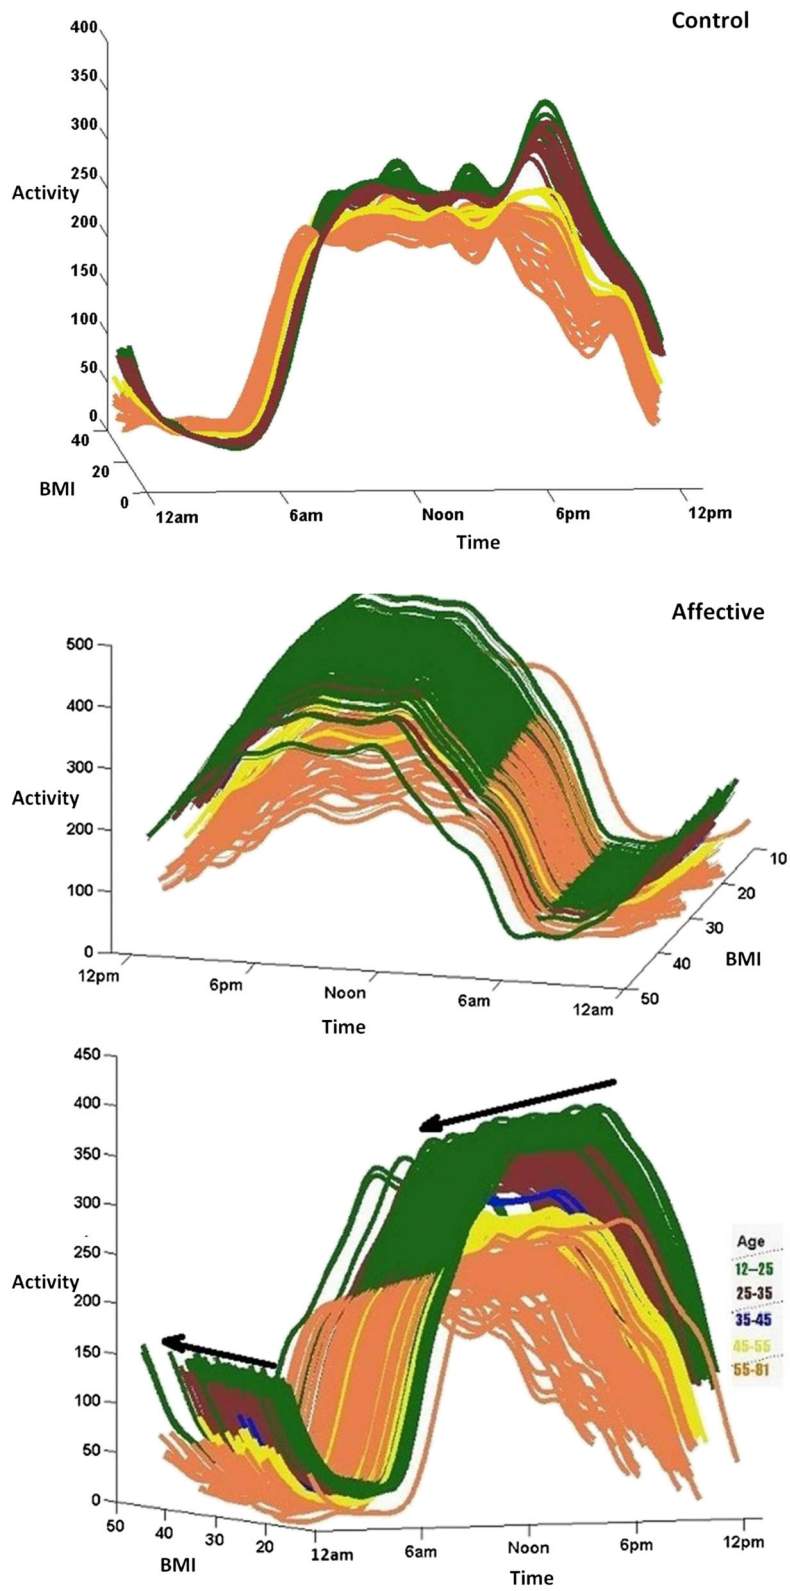 Control
400
350
300
250
Activity
200
150
100
50
0
40
20
BMI
0
12am
6am
Noon
6pm
12pm
Time
Affective
500
400
300
Activity
200
100
0
12pm
6pm
Noon
6am
12am
Time
10
20
30
BMI
40
50
450
400
350
300
250
Activity
200
150
100
50
0
50
40
30
20
BMI
12am
6am
Noon
6pm
12pm
Time
Age
12–25
25-35
35-45
45-55
55-81